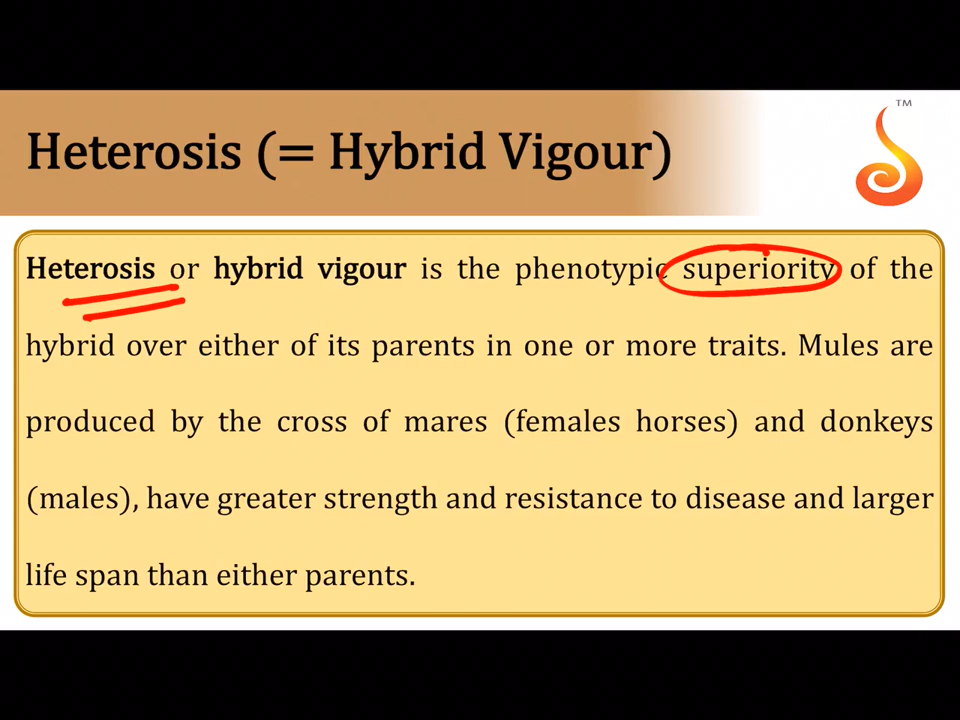 TM
Heterosis (= Hybrid Vigour)
Heterosis or hybrid vigour is the phenotypic superiority of the
hybrid over either of its parents in one or more traits. Mules are
produced by the cross of mares (females horses) and donkeys
(males), have greater strength and resistance to disease and larger
life span than either parents.